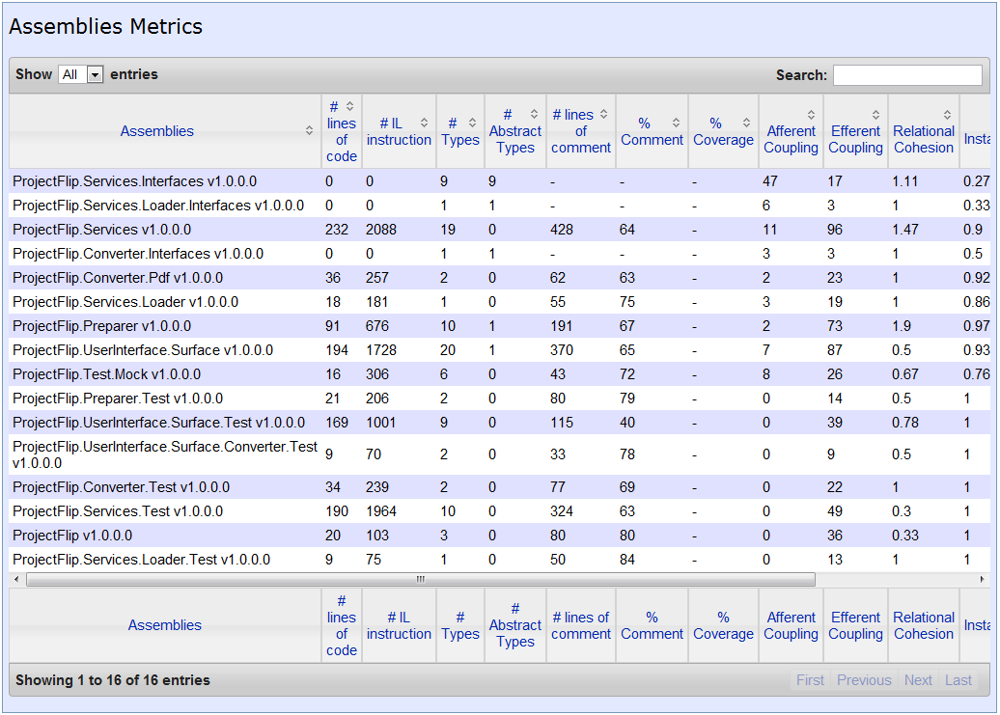 Assemblies Metrics
Show All entries Search:
Assemblies # lines of code # IL instruction # Types # Abstract Types # lines of comment % Comment % Coverage Afferent Coupling Efferent Coupling Relational Cohesion Insta
ProjectFlip.Services.Interfaces v1.0.0.0 0 0 9 9 - - - 47 17 1.11 0.27
ProjectFlip.Services.Loader.Interfaces v1.0.0.0 0 0 1 1 - - - 6 3 1 0.33
ProjectFlip.Services v1.0.0.0 232 2088 19 0 428 64 - 11 96 1.47 0.9
ProjectFlip.Converter.Interfaces v1.0.0.0 0 0 1 1 - - - 3 3 1 0.5
ProjectFlip.Converter.Pdf v1.0.0.0 36 257 2 0 62 63 - 2 23 1 0.92
ProjectFlip.Services.Loader v1.0.0.0 18 181 1 0 55 75 - 3 19 1 0.86
ProjectFlip.Preparer v1.0.0.0 91 676 10 1 191 67 - 2 73 1.9 0.97
ProjectFlip.UserInterface.Surface v1.0.0.0 194 1728 20 1 370 65 - 7 87 0.5 0.93
ProjectFlip.Test.Mock v1.0.0.0 16 306 6 0 43 72 - 8 26 0.67 0.76
ProjectFlip.Preparer.Test v1.0.0.0 21 206 2 0 80 79 - 0 14 0.5 1
ProjectFlip.UserInterface.Surface.Test v1.0.0.0 169 1001 9 0 115 40 - 0 39 0.78 1
ProjectFlip.UserInterface.Surface.Converter.Test
v1.0.0.0 9 70 2 0 33 78 - 0 9 0.5 1
ProjectFlip.Converter.Test v1.0.0.0 34 239 2 0 77 69 - 0 22 1 1
ProjectFlip.Services.Test v1.0.0.0 190 1964 10 0 324 63 - 0 49 0.3 1
ProjectFlip v1.0.0.0 20 103 3 0 80 80 - 0 36 0.33 1
ProjectFlip.Services.Loader.Test v1.0.0.0 9 75 1 0 50 84 - 0 13 1 1
Assemblies # lines of code # IL instruction # Types # Abstract Types # lines of comment % Comment % Coverage Afferent Coupling Efferent Coupling Relational Cohesion Insta
Showing 1 to 16 of 16 entries First Previous Next Last